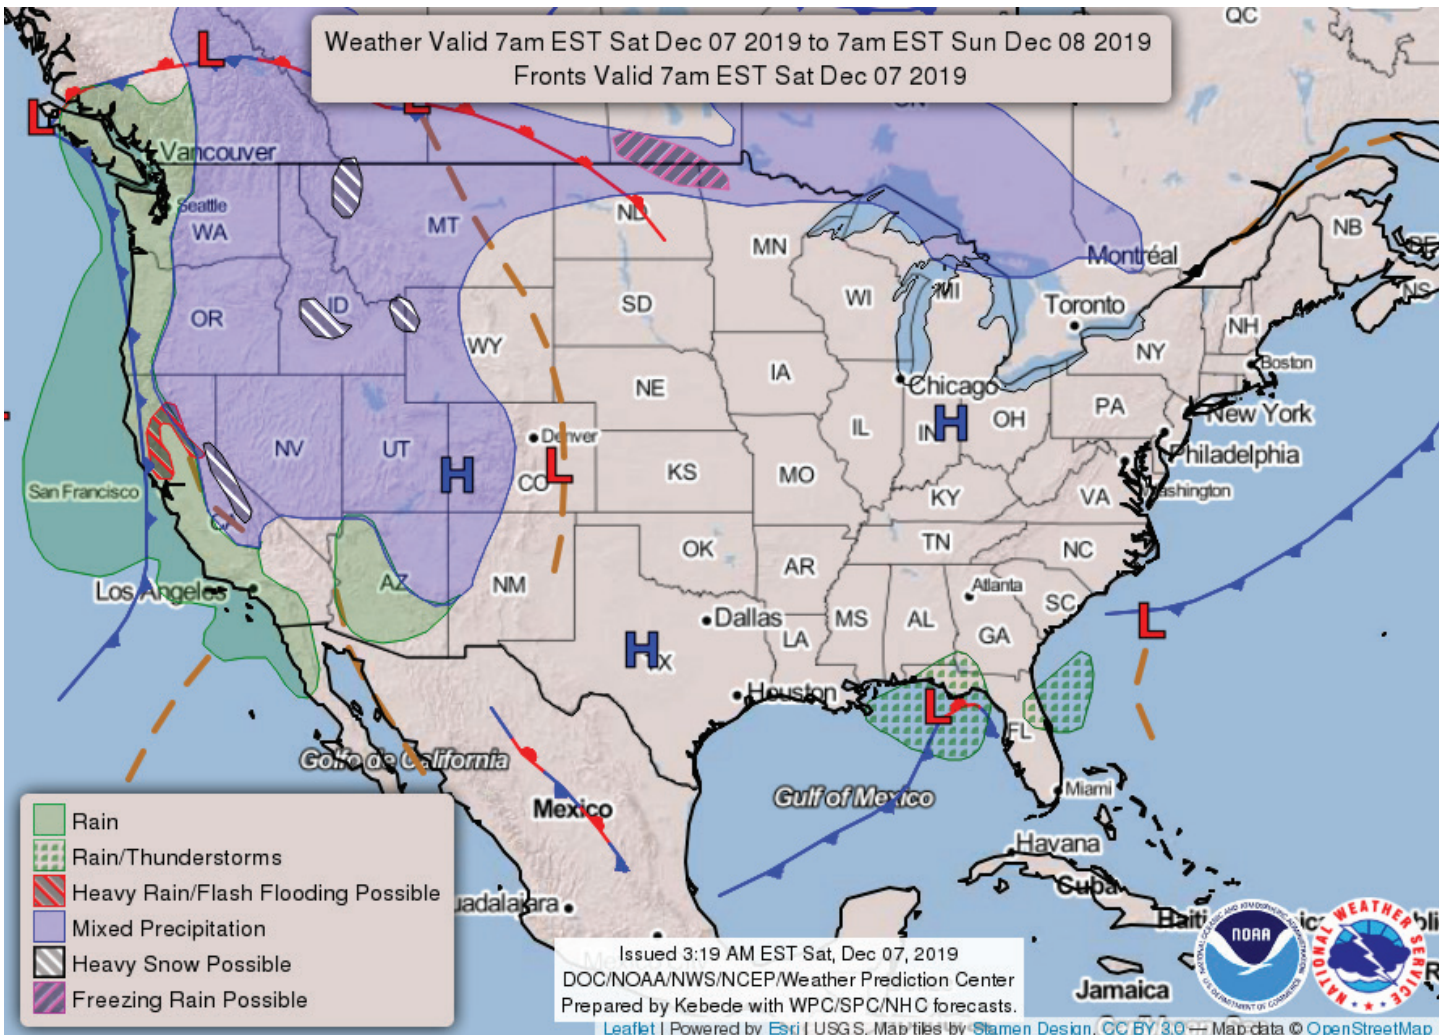 QC
Weather Valid 7am EST Sat Dec 07 2019 to 7am EST Sun Dec 08 2019
Fronts Valid 7am EST Sat Dec 07 2019
L
L
L
ON
Vancouver
Seattle
WA
MT
ND
MN
Montréal
NB
PE
NS
OR
ID
WY
SD
WI
MI
Toronto
NH
NY
Boston
NE
IA
Chicago
PA
New York
NV
UT
Denver
CO
L
H
KS
MO
IL
IN
H
OH
Philadelphia
Washington
San Francisco
CA
KY
VA
Los Angeles
AZ
NM
OK
AR
TN
NC
Atlanta
SC
L
Dallas
MS
AL
GA
LA
H
TX
Houston
L
FL
Golfo de California
Mexico
Gulf of Mexico
Miami
Havana
Cuba
Jamaica
Rain
Rain/Thunderstorms
Heavy Rain/Flash Flooding Possible
Mixed Precipitation
Heavy Snow Possible
Freezing Rain Possible
uadalajara
Issued 3:19 AM EST Sat, Dec 07, 2019
DOC/NOAA/NWS/NCEP/Weather Prediction Center
Prepared by Kebede with WPC/SPC/NHC forecasts.
NOAA
NATIONAL WEATHER SERVICE
Leaflet | Powered by Esri | USGS, Map tiles by Stamen Design, CC BY 3.0 — Map data © OpenStreetMap